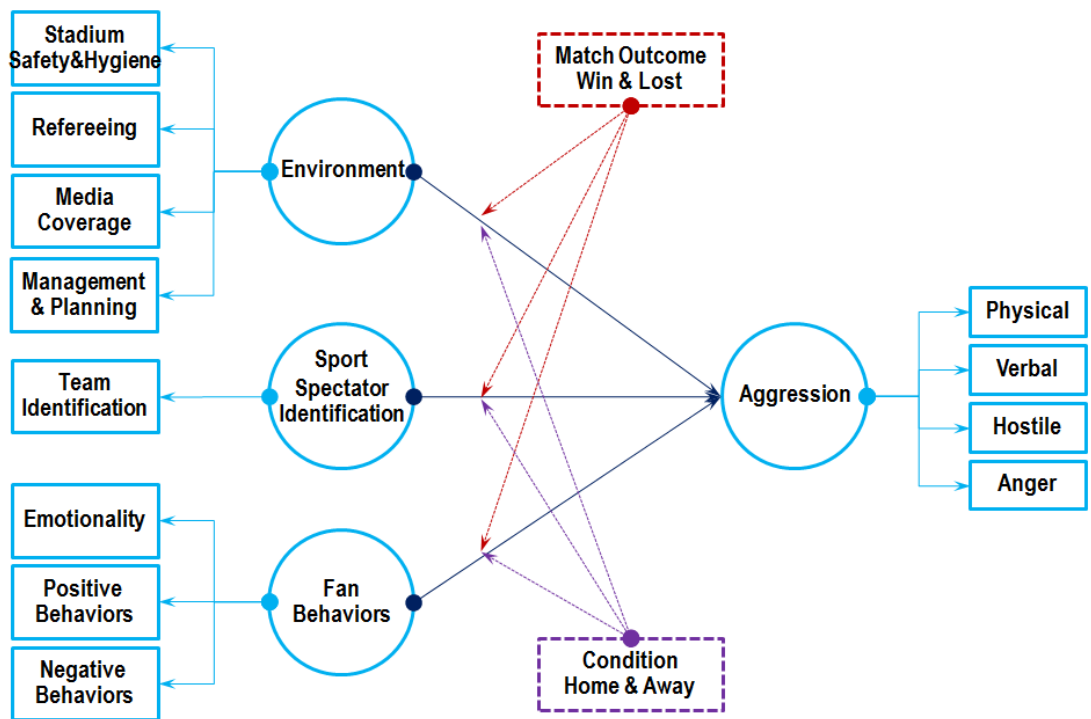 Stadium
Safety&Hygiene
Refereeing
Media
Coverage
Management
& Planning
Team
Identification
Emotionality
Positive
Behaviors
Negative
Behaviors
Environment
Sport
Spectator
Identification
Fan
Behaviors
Match Outcome
Win & Lost
Condition
Home & Away
Aggression
Physical
Verbal
Hostile
Anger